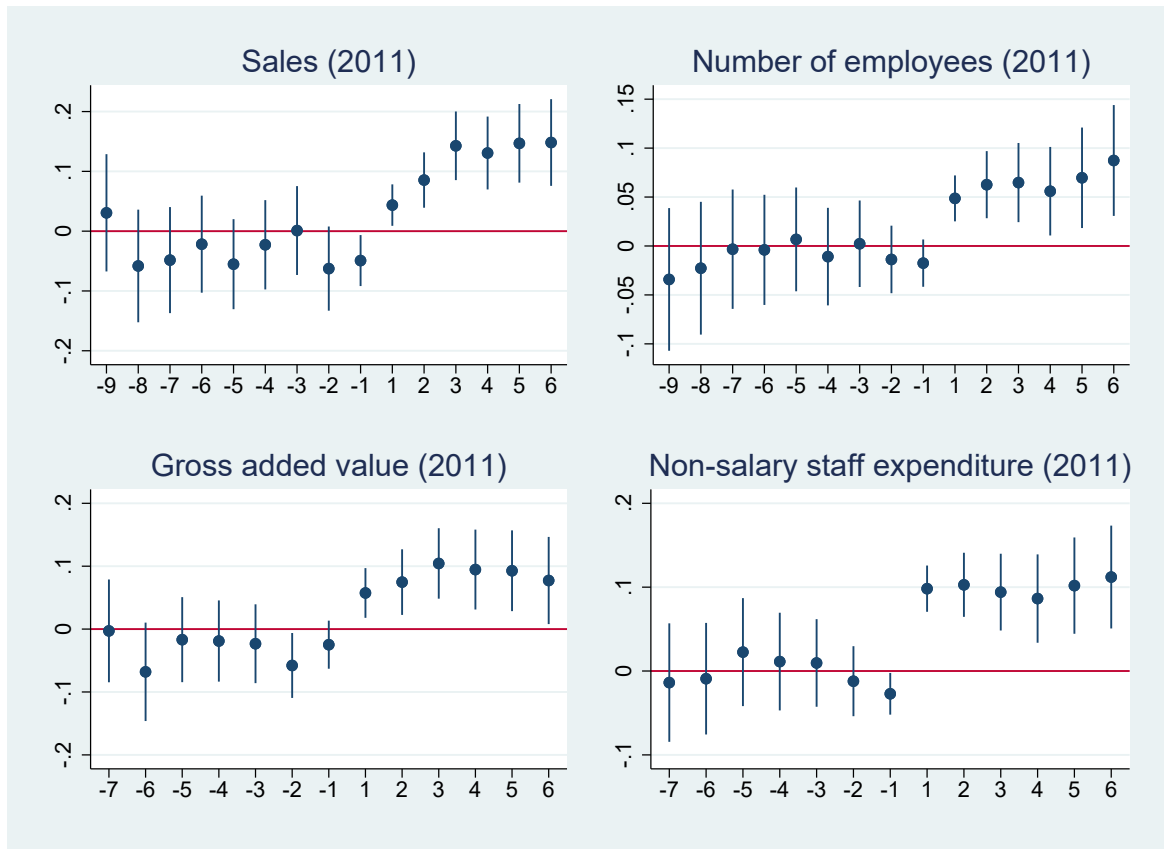 Sales (2011)
.2
.1
0
-.1
-.2
-9 -8 -7 -6 -5 -4 -3 -2 -1 1 2 3 4 5 6
Number of employees (2011)
.15
.1
.05
0
-.05
-.1
-9 -8 -7 -6 -5 -4 -3 -2 -1 1 2 3 4 5 6
Gross added value (2011)
.2
.1
0
-.1
-.2
-7 -6 -5 -4 -3 -2 -1 1 2 3 4 5 6
Non-salary staff expenditure (2011)
.2
.1
0
-.1
-7 -6 -5 -4 -3 -2 -1 1 2 3 4 5 6